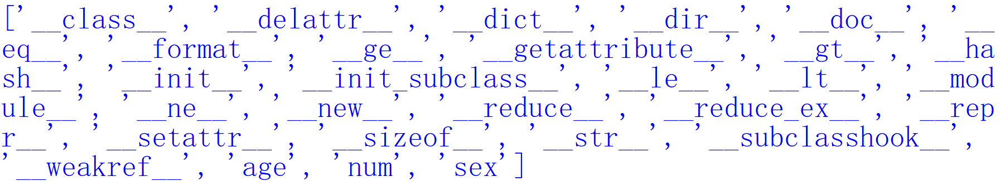 ['__class__', '__delattr__', '__dict__', '__dir__', '__doc__', '__
eq__', '__format__', '__ge__', '__getattribute__', '__gt__', '__ha
sh__', '__init__', '__init_subclass__', '__le__', '__lt__', '__mod
ule__', '__ne__', '__new__', '__reduce__', '__reduce_ex__', '__rep
r__', '__setattr__', '__sizeof__', '__str__', '__subclasshook__',
'__weakref__', 'age', 'num', 'sex']